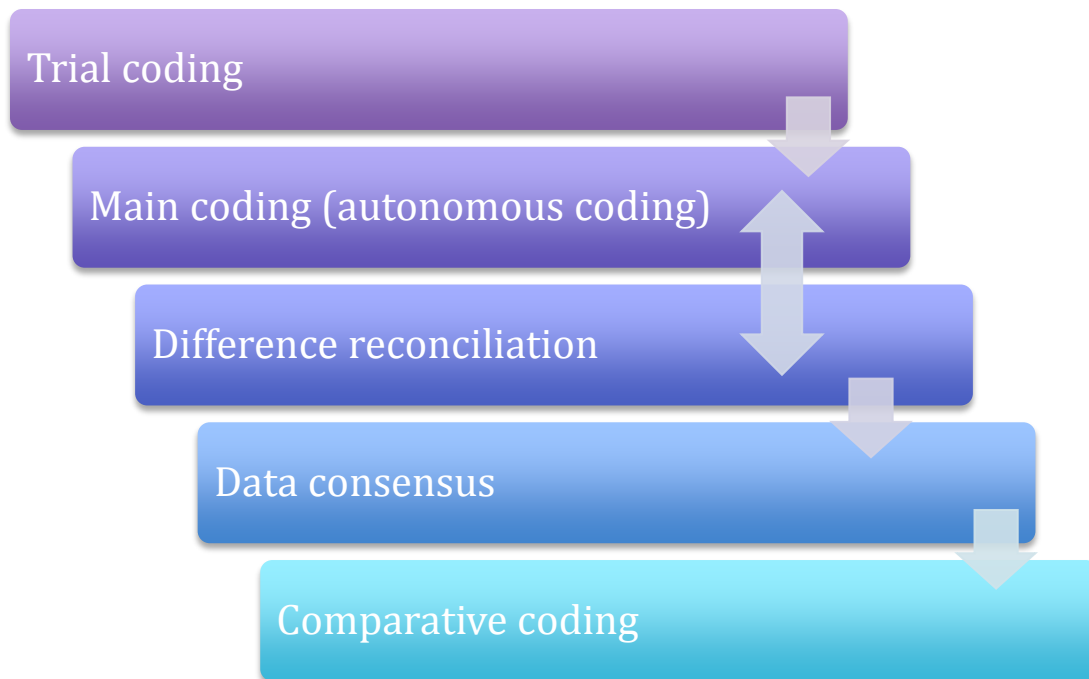 Trial coding
Main coding (autonomous coding)
Difference reconciliation
Data consensus
Comparative coding